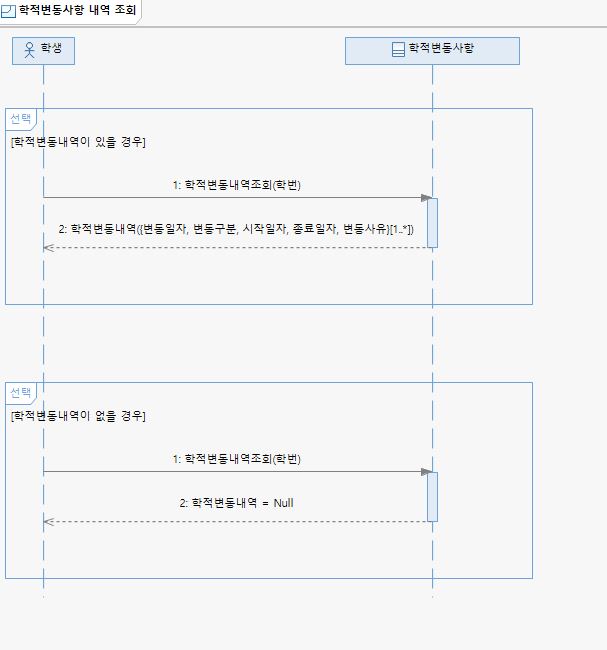 학적변동사항 내역 조회
학생
학적변동사항
선택
[학적변동내역이 있을 경우]
1: 학적변동내역조회(학번)
2: 학적변동내역({변동일자, 변동구분, 시작일자, 종료일자, 변동사유}[1..*])
선택
[학적변동내역이 없을 경우]
1: 학적변동내역조회(학번)
2: 학적변동내역 = Null